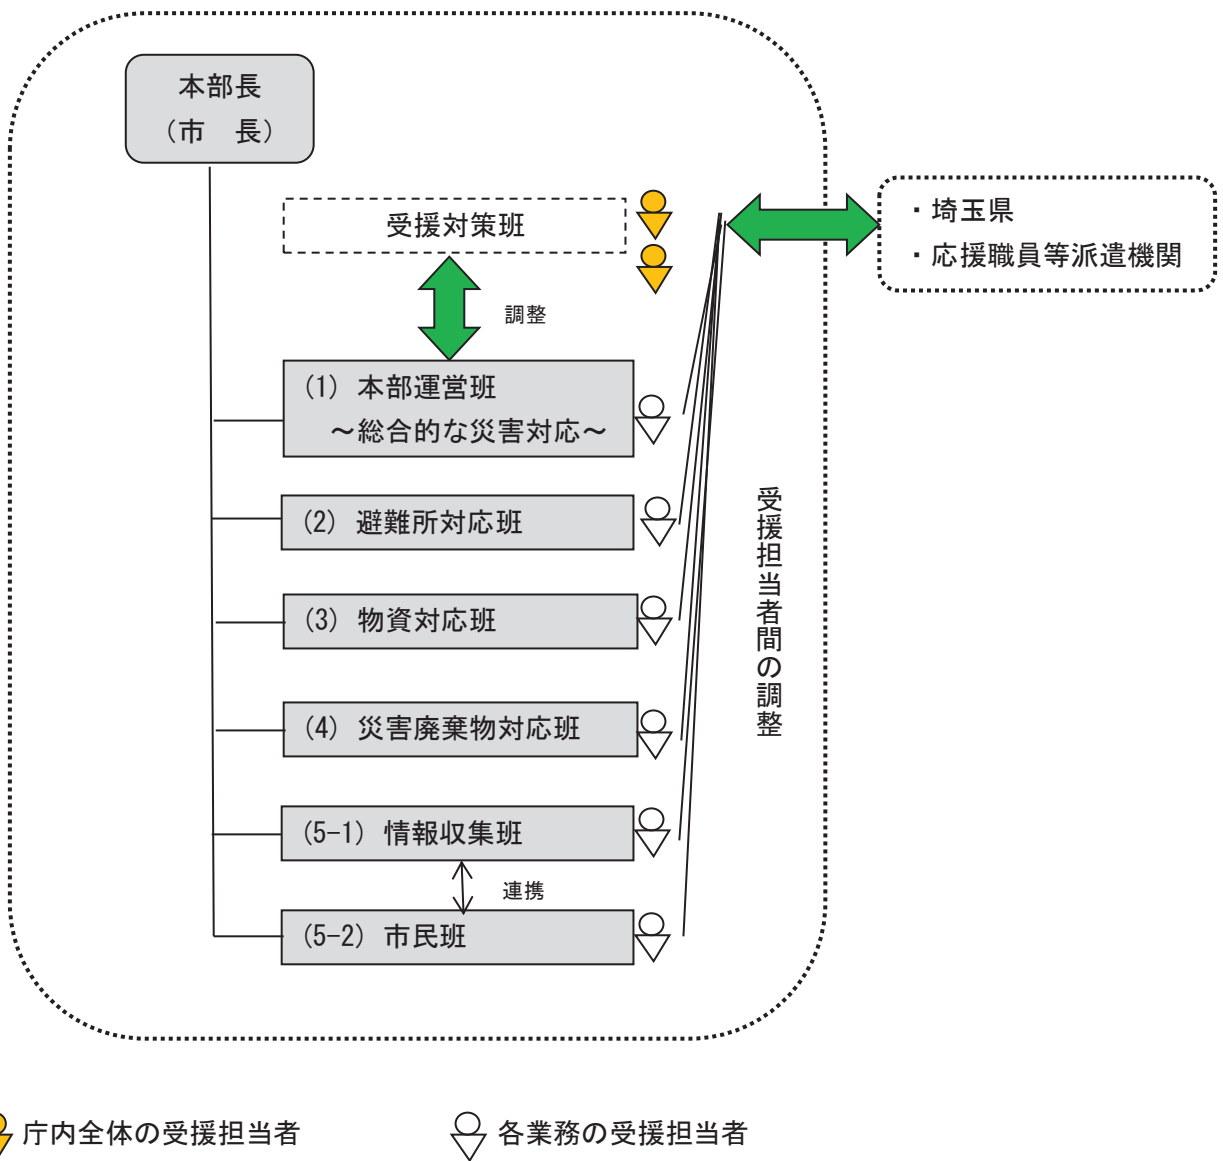 本部長
（市　長）
受援対策班
・埼玉県
・応援職員等派遣機関
調整
(1) 本部運営班
～総合的な災害対応～
(2) 避難所対応班
(3) 物資対応班
(4) 災害廃棄物対応班
(5-1) 情報収集班
連携
(5-2) 市民班
受援担当者間の調整
庁内全体の受援担当者
各業務の受援担当者